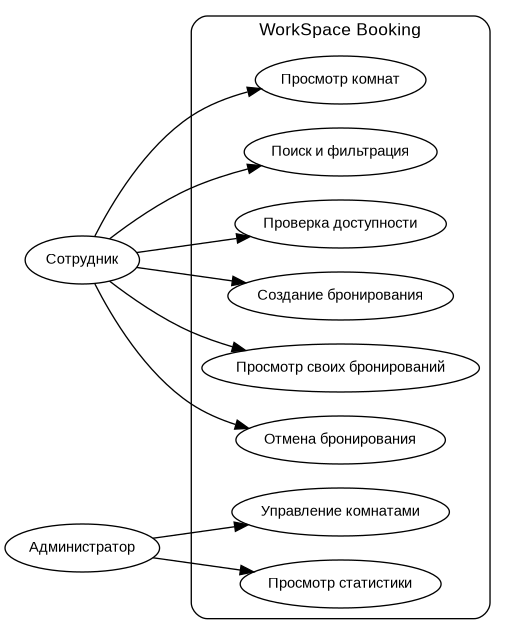 WorkSpace Booking
Просмотр комнат
Поиск и фильтрация
Проверка доступности
Сотрудник
Создание бронирования
Просмотр своих бронирований
Отмена бронирования
Управление комнатами
Администратор
Просмотр статистики